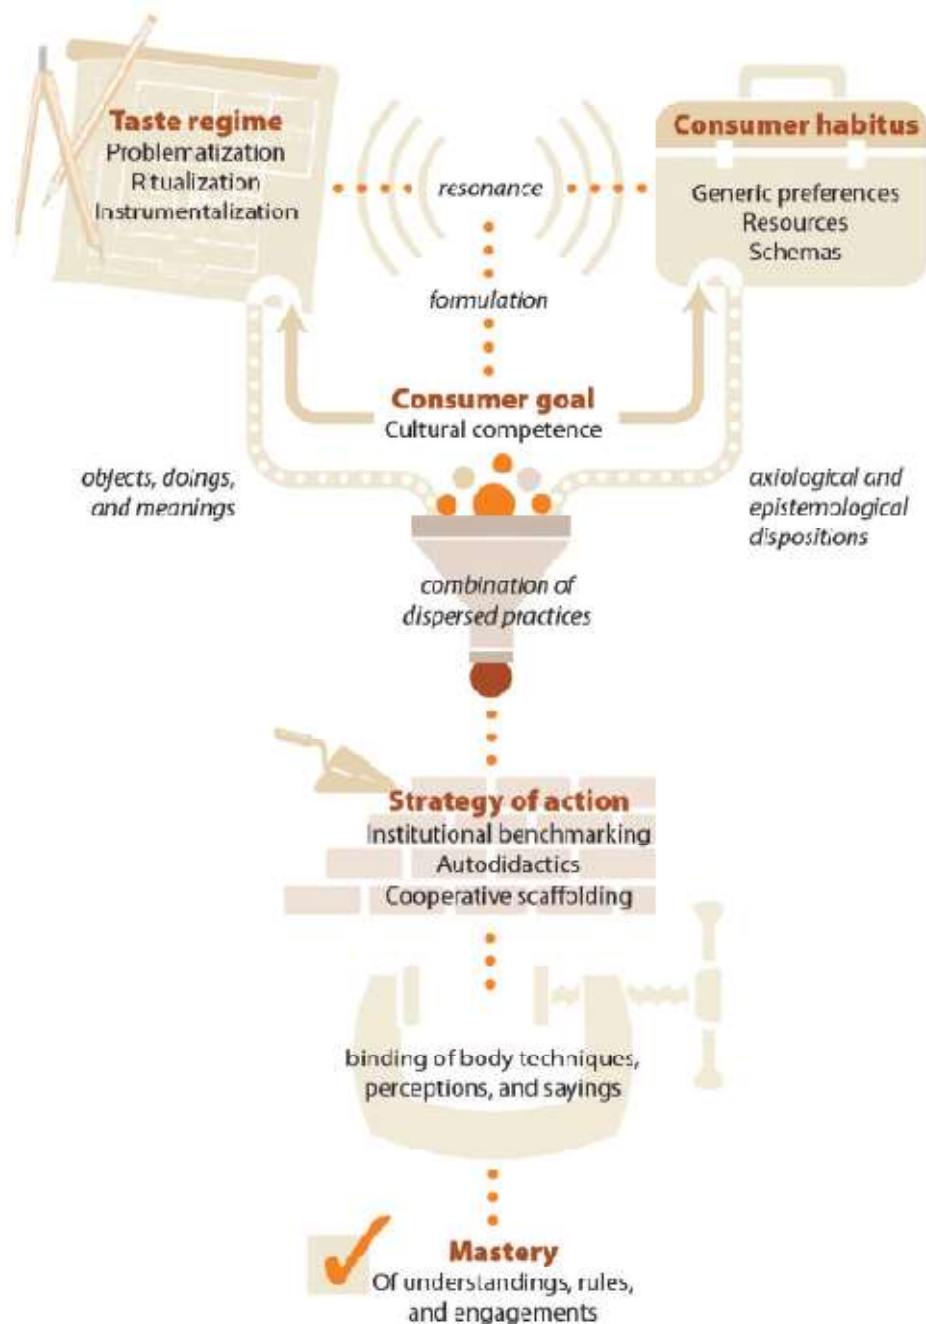 Taste regime
Problematization
Ritualization
Instrumentalization
resonance
Consumer habitus
Generic preferences
Resources
Schemas
formulation
Consumer goal
Cultural competence
objects, doings,
and meanings
axiological and
epistemological
dispositions
combination of
dispersed practices
Strategy of action
Institutional benchmarking
Autodidactics
Cooperative scaffolding
binding of body techniques,
perceptions, and sayings
Mastery
Of understandings, rules,
and engagements